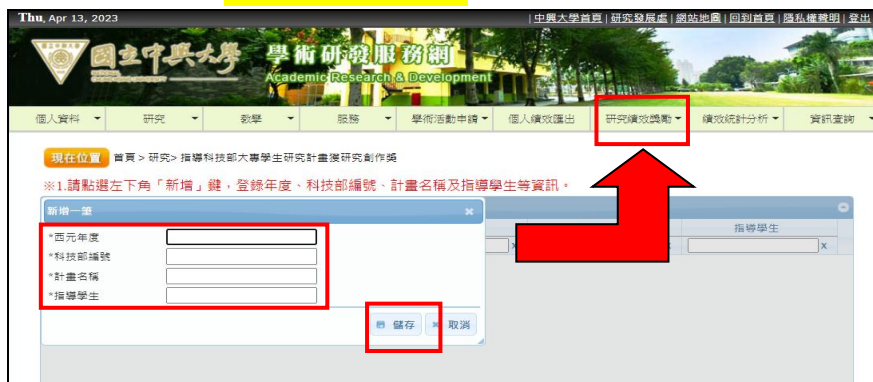 Thu, Apr 13, 2023 | 中興大學首頁 | 研究發展處 | 網站地圖 | 回到首頁 | 隱私權聲明 | 登出
國立中興大學 學術研發服務網
Academic Research & Development
個人資料 研究 教學 服務 學術活動申請 個人績效匯出 研究績效獎勵 績效統計分析 資訊查詢
現在位置 首頁 > 研究> 指導科技部大專學生研究計畫獲研究創作獎
※1.請點選左下角「新增」鍵，登錄年度、科技部編號、計畫名稱及指導學生等資訊。
新增一筆 x
指導學生
*西元年度
x x
*科技部編號
*計畫名稱
*指導學生
儲存 x 取消